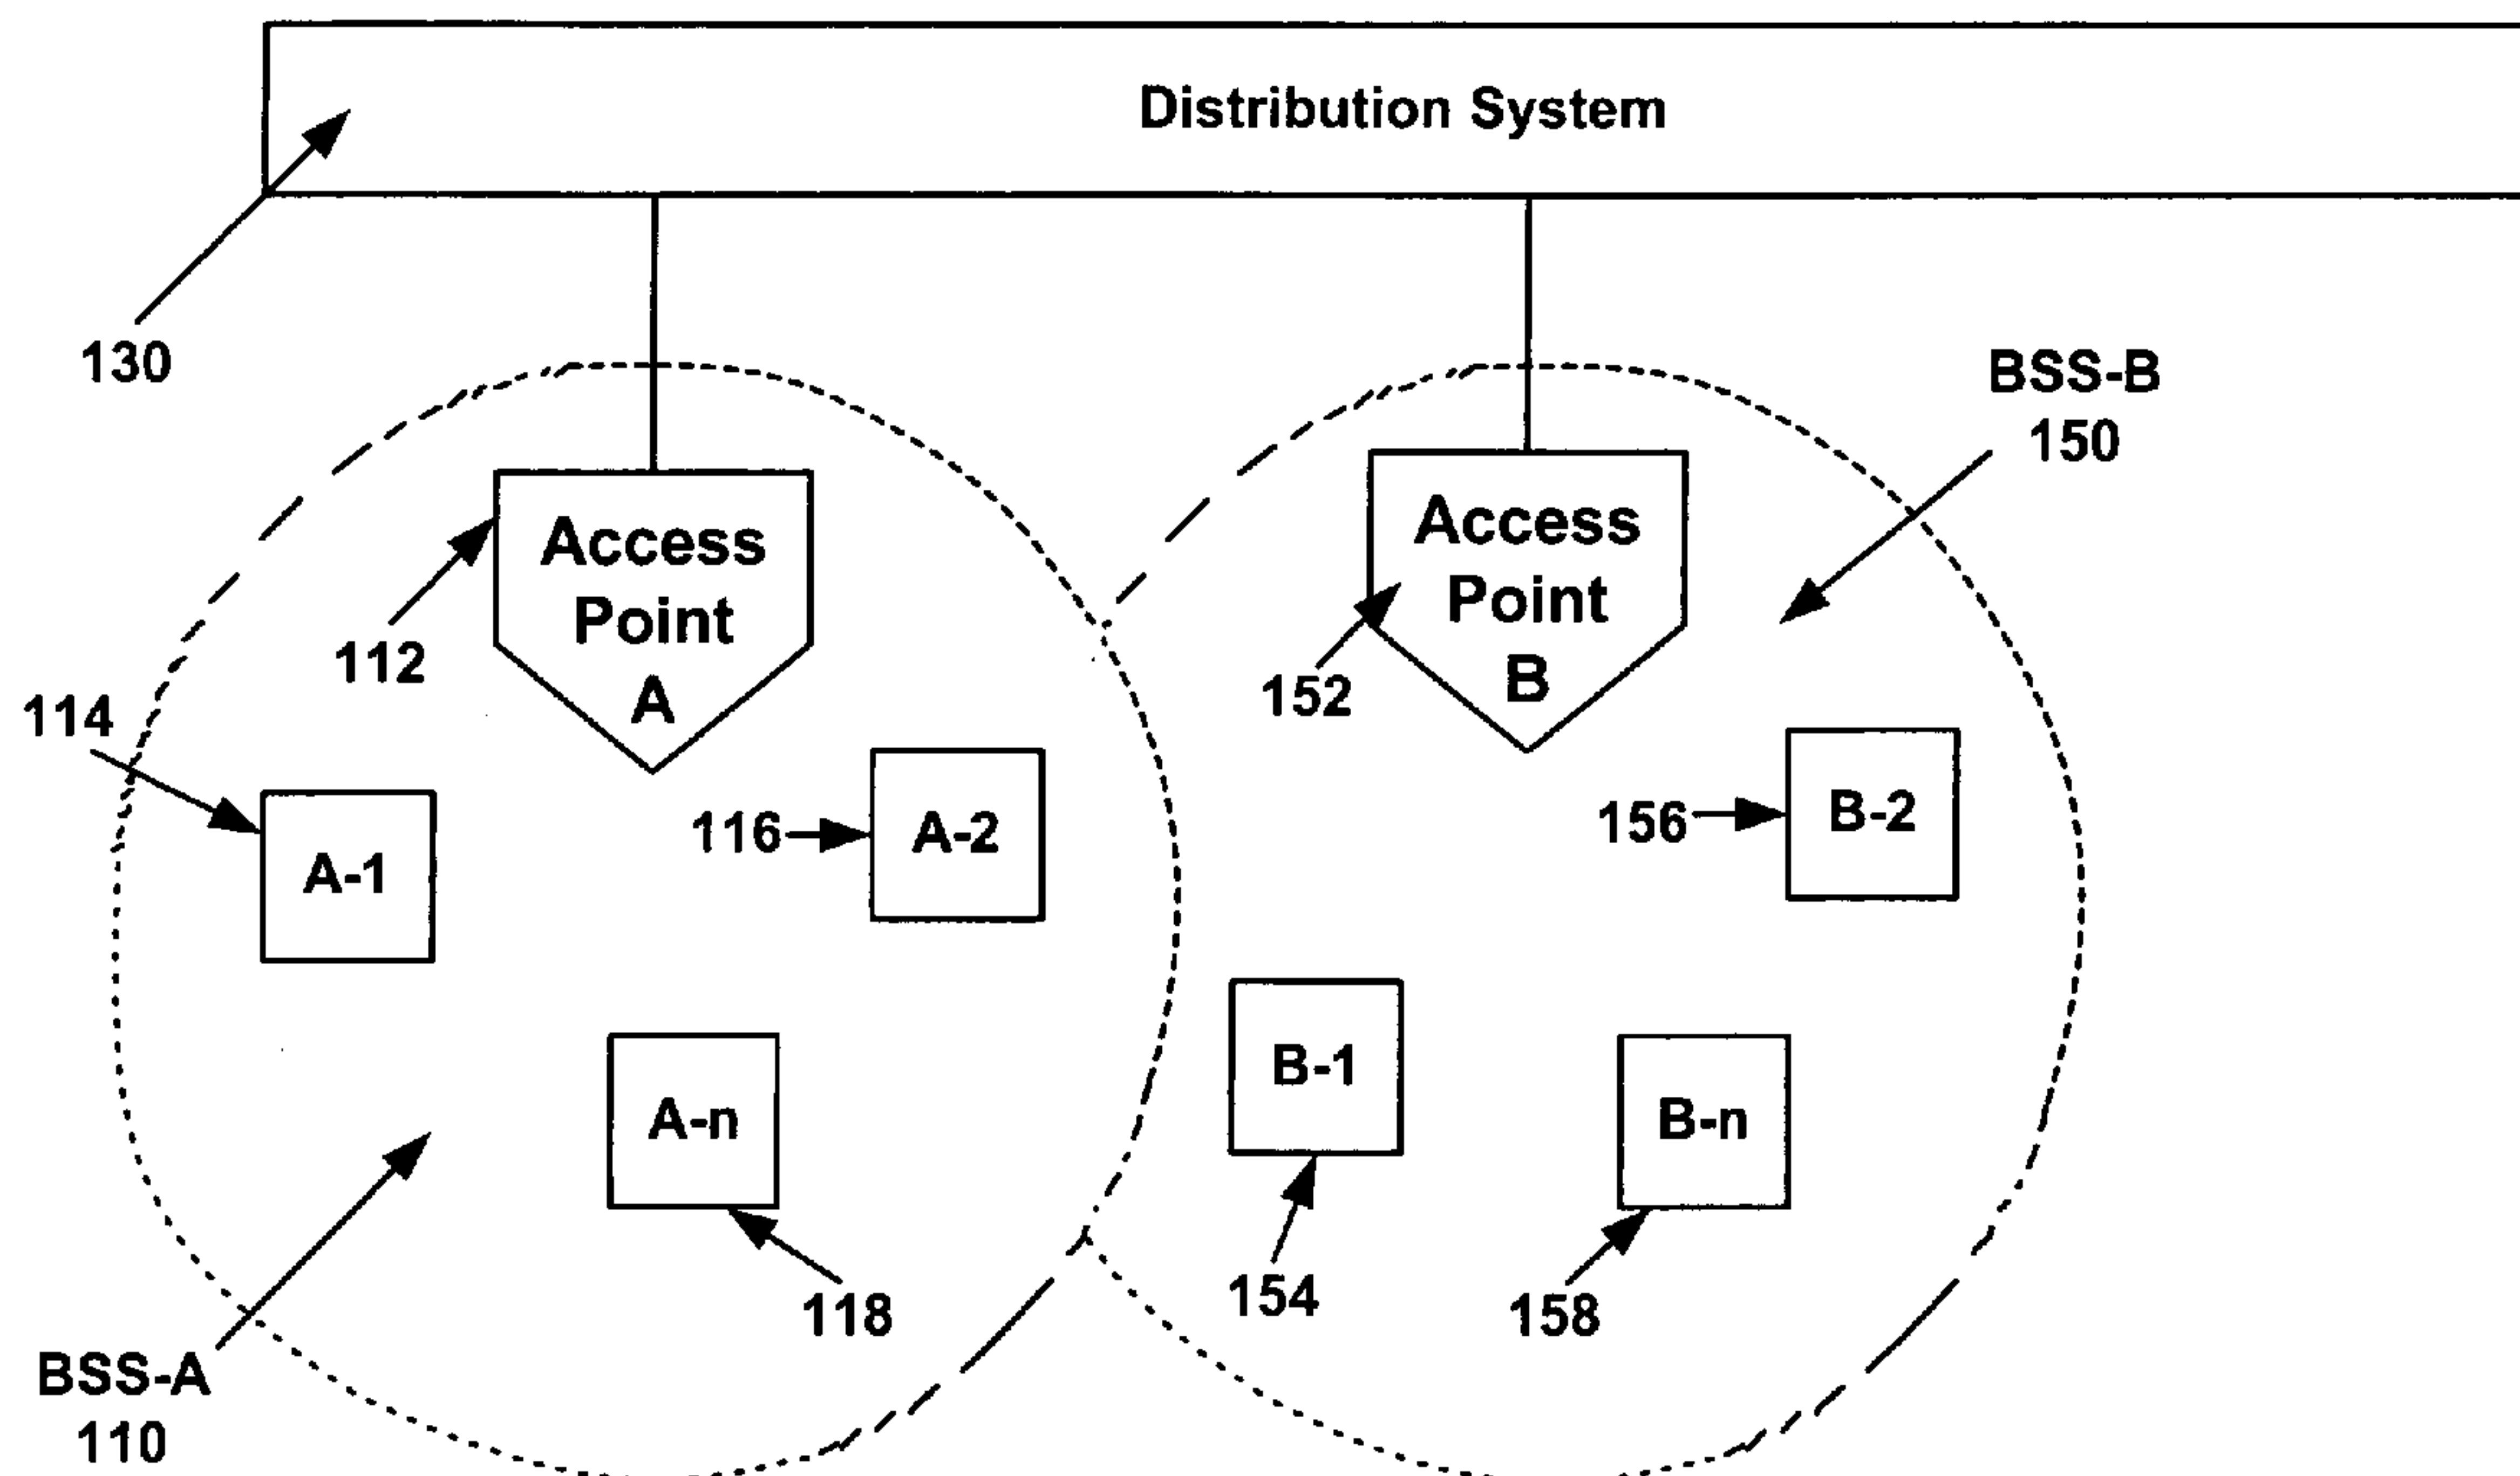 Distribution System
130
BSS-B
150
Access
Point
A
112
Access
Point
B
152
114
A-1
116
A-2
156
B-2
B-1
A-n
B-n
154
118
158
BSS-A
110